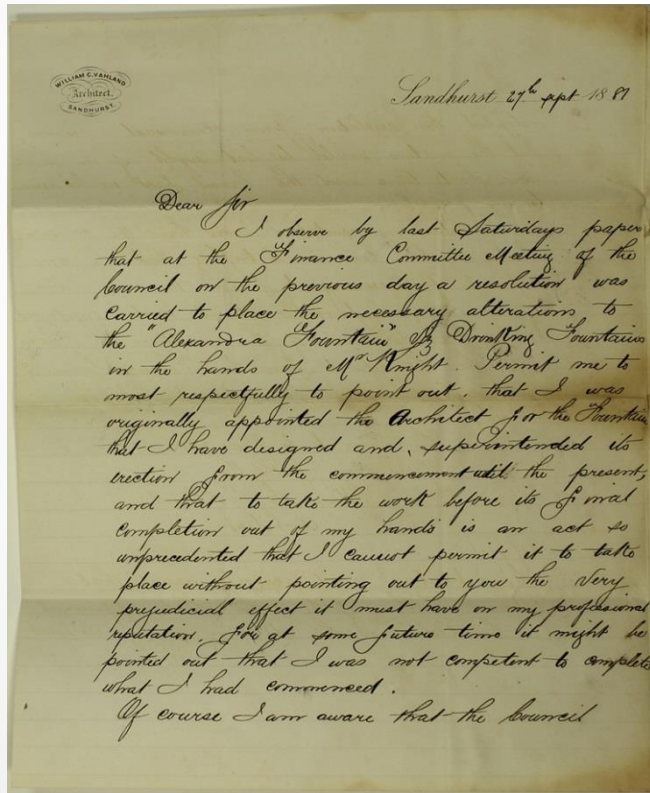 WILLIAM C. VAHLAND
Architect,
SANDHURST.
Sandhurst 27th Sept 1881
Dear Sir
I observe by last Saturdays paper
that at the Finance Committee Meeting of the
Council on the previous day a resolution was
carried to place the necessary alterations to
the "Alexandra Fountain" viz Drinking Fountains
in the hands of Mr Knight. Permit me to
most respectfully to point out, that I was
originally appointed the Architect for the Fountain
that I have designed and, superintended its
erection from the commencement until the present,
and that to take the work before its final
completion out of my hands is an act so
unprecedented that I cannot permit it to take
place without pointing out to you the very
prejudicial effect it must have on my professional
reputation. For at some future time it might be
pointed out that I was not competent to complete
what I had commenced.
Of course I am aware that the Council